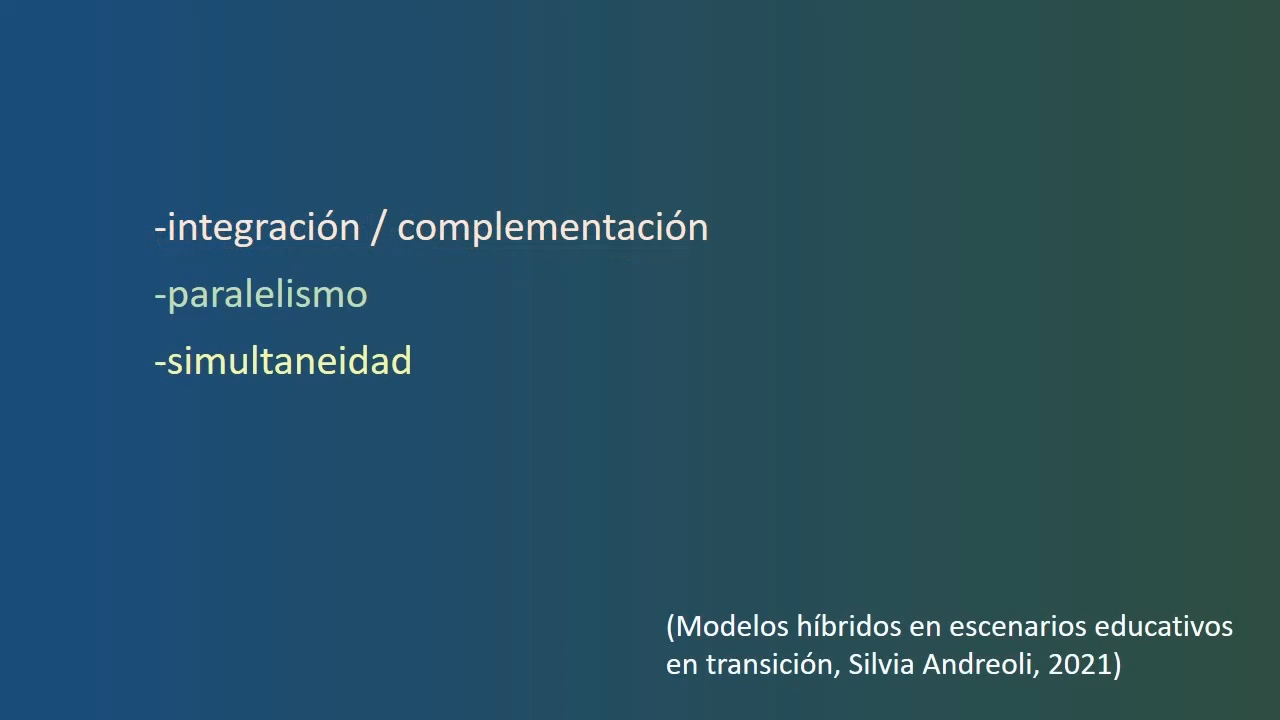 -integración / complementación
-paralelismo
-simultaneidad
(Modelos híbridos en escenarios educativos
en transición, Silvia Andreoli, 2021)